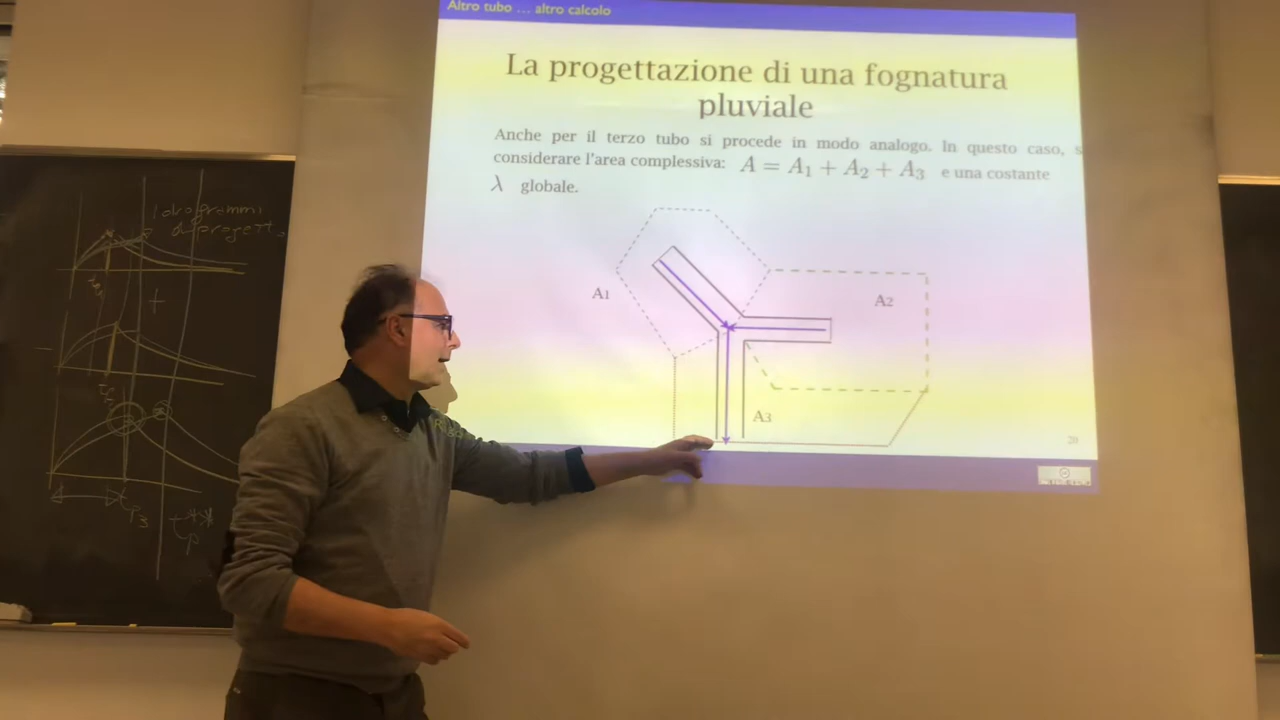 Altro tubo ... altro calcolo
La progettazione di una fognatura
pluviale
Anche per il terzo tubo si procede in modo analogo. In questo caso, s
considerare l'area complessiva: A = A₁ + A₂ + A₃ e una costante
λ globale.
A1
A2
A3
Idrogrammi
di progetto
+
tp3
tp**